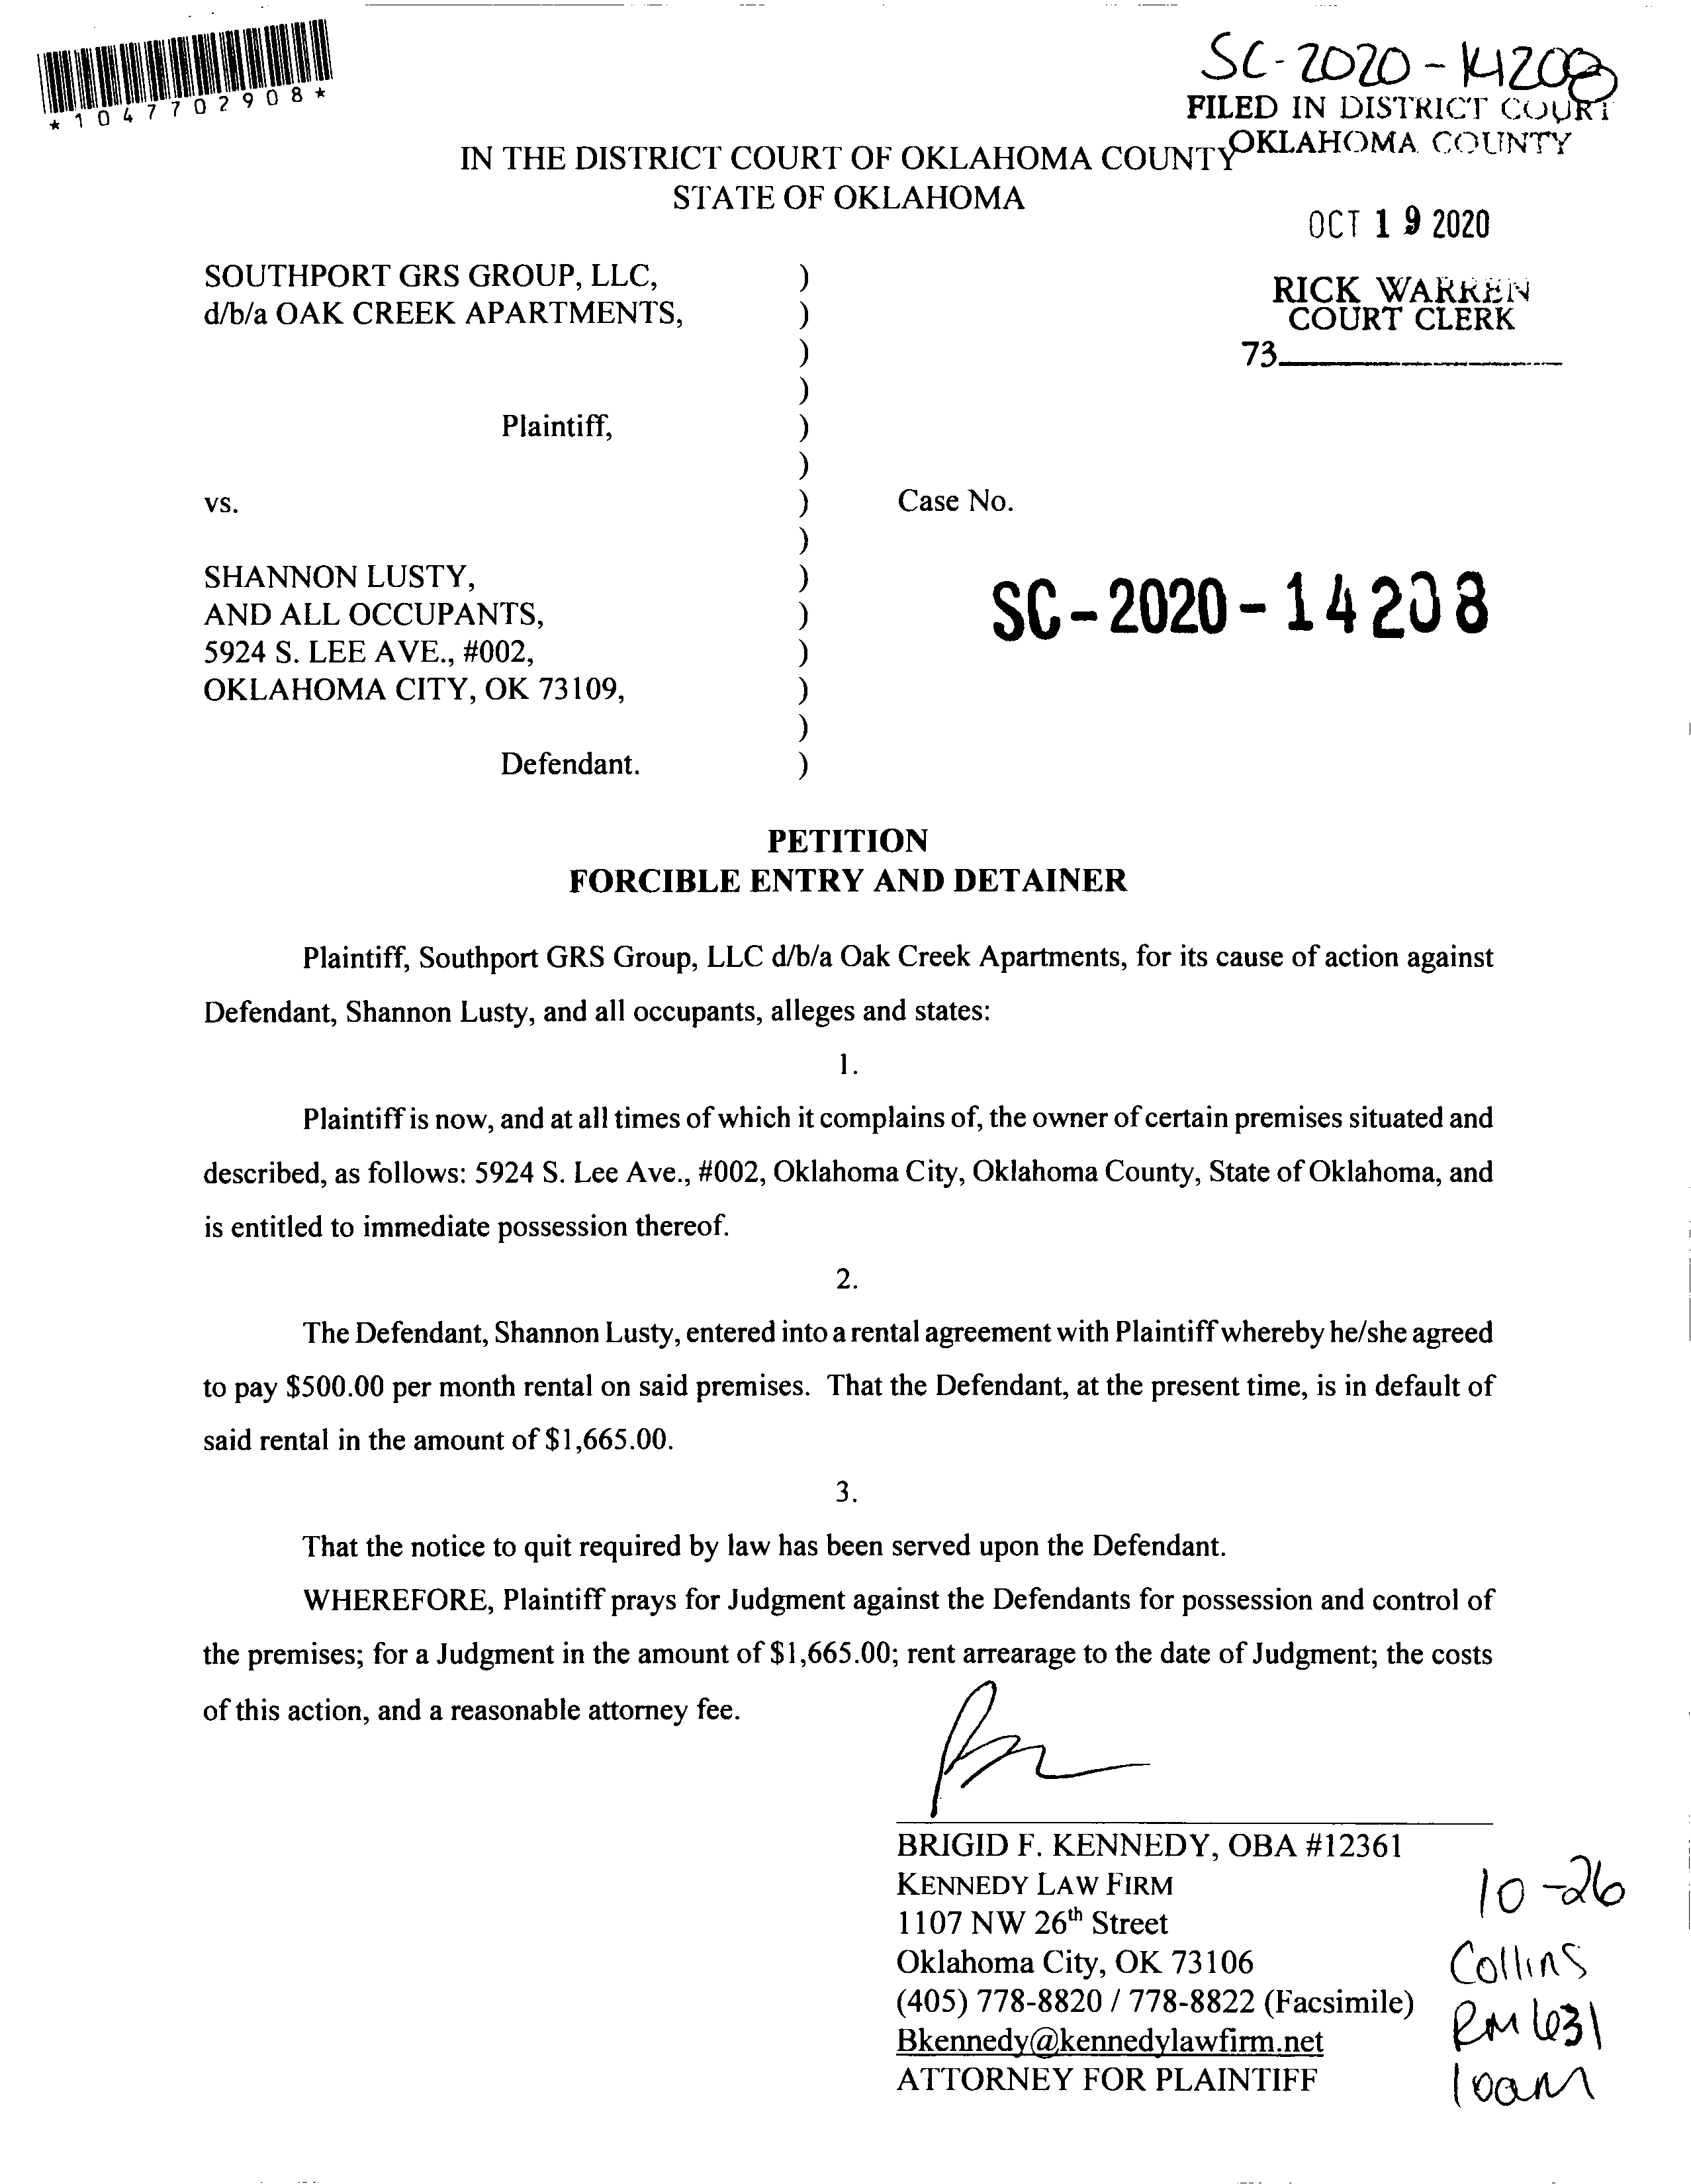 *1047702908*
SC-2020-14208
FILED IN DISTRICT COURT
OKLAHOMA COUNTY
IN THE DISTRICT COURT OF OKLAHOMA COUNTY
STATE OF OKLAHOMA
OCT 19 2020
RICK WARREN
COURT CLERK
73
SOUTHPORT GRS GROUP, LLC, )
d/b/a OAK CREEK APARTMENTS, )
)
)
Plaintiff, )
)
vs. ) Case No.
)
SHANNON LUSTY, )
AND ALL OCCUPANTS, ) SC-2020-14208
5924 S. LEE AVE., #002, )
OKLAHOMA CITY, OK 73109, )
)
Defendant. )
PETITION
FORCIBLE ENTRY AND DETAINER
Plaintiff, Southport GRS Group, LLC d/b/a Oak Creek Apartments, for its cause of action against
Defendant, Shannon Lusty, and all occupants, alleges and states:
1.
Plaintiff is now, and at all times of which it complains of, the owner of certain premises situated and
described, as follows: 5924 S. Lee Ave., #002, Oklahoma City, Oklahoma County, State of Oklahoma, and
is entitled to immediate possession thereof.
2.
The Defendant, Shannon Lusty, entered into a rental agreement with Plaintiff whereby he/she agreed
to pay $500.00 per month rental on said premises. That the Defendant, at the present time, is in default of
said rental in the amount of $1,665.00.
3.
That the notice to quit required by law has been served upon the Defendant.
WHEREFORE, Plaintiff prays for Judgment against the Defendants for possession and control of
the premises; for a Judgment in the amount of $1,665.00; rent arrearage to the date of Judgment; the costs
of this action, and a reasonable attorney fee.
BRIGID F. KENNEDY, OBA #12361
KENNEDY LAW FIRM
1107 NW 26th Street
Oklahoma City, OK 73106
(405) 778-8820 / 778-8822 (Facsimile)
Bkennedy@kennedylawfirm.net
ATTORNEY FOR PLAINTIFF
10-26
Collins
RM 631
10am